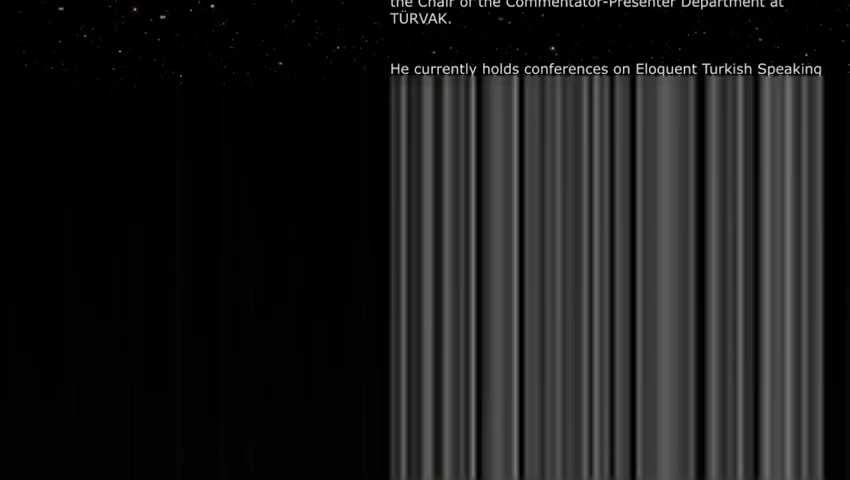 the Chair of the Commentator-Presenter Department at
TÜRVAK.
He currently holds conferences on Eloquent Turkish Speaking